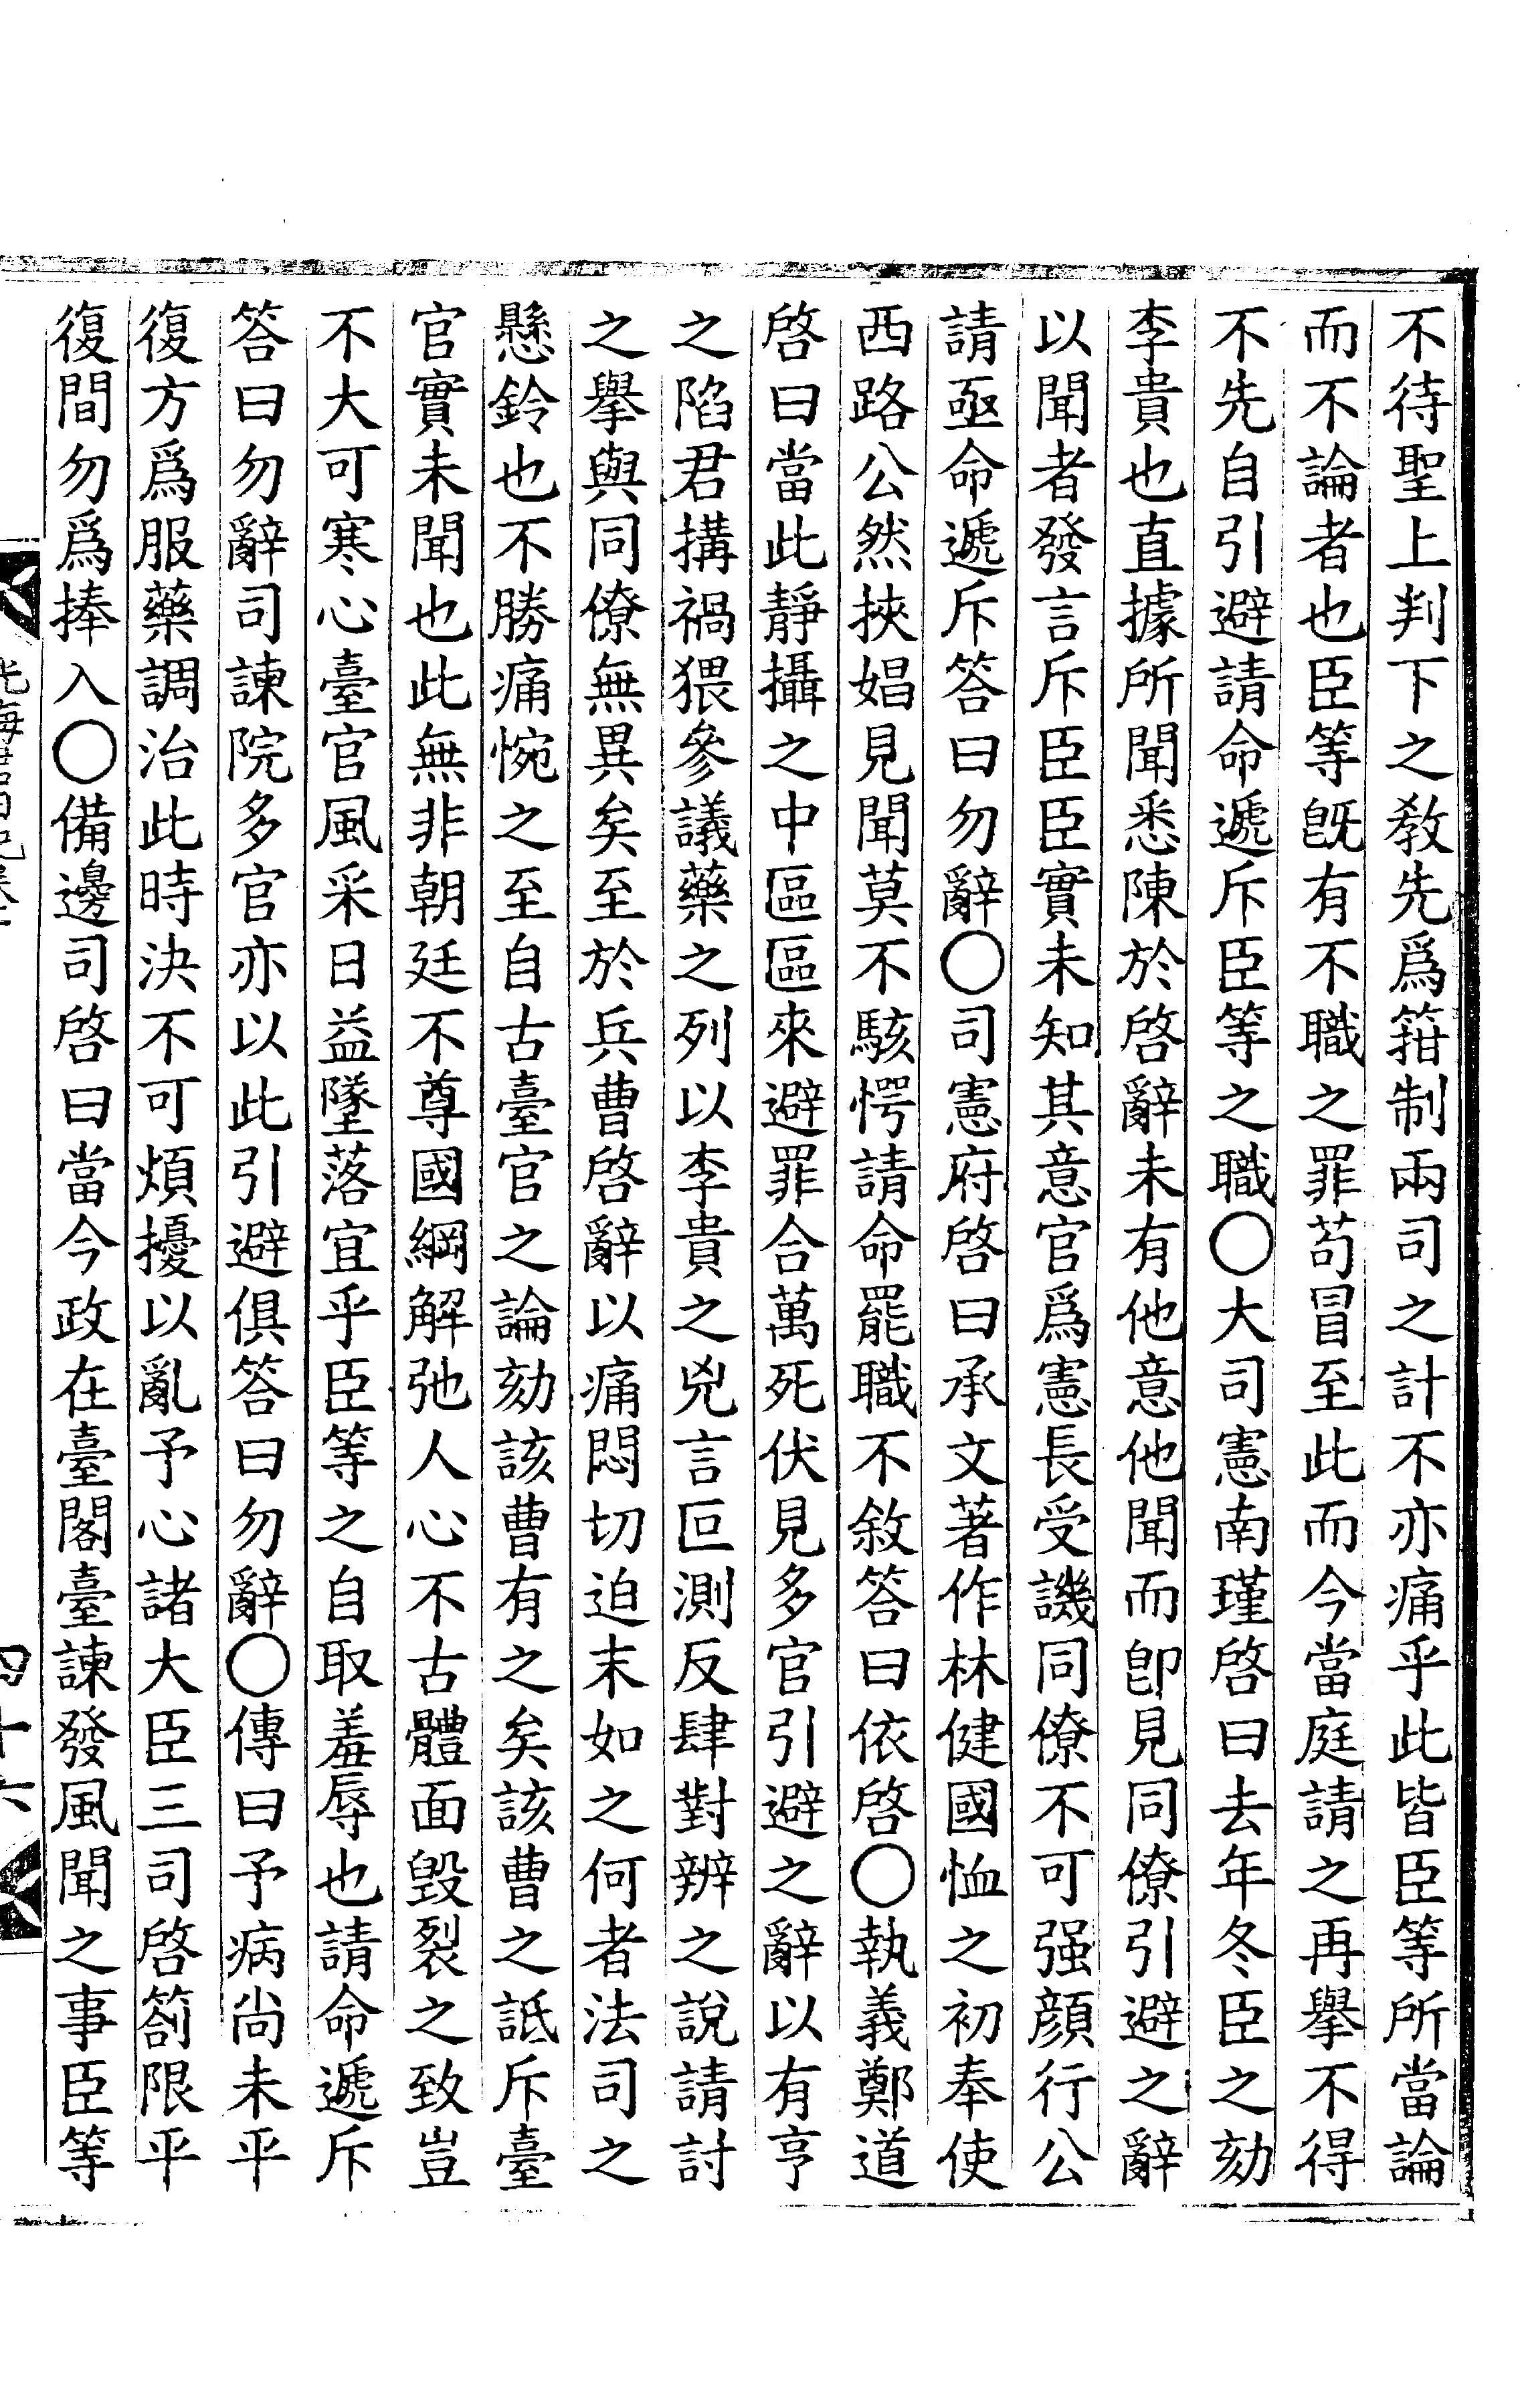 不待聖上判下之敎先爲箝制兩司之計不亦痛乎此皆臣等所當論
而不論者也臣等旣有不職之罪苟冒至此而今當庭請之再擧不得
不先自引避請命遞斥臣等之職○大司憲南瑾啓曰去年冬臣之劾
李貴也直據所聞悉陳於啓辭未有他意他聞而卽見同僚引避之辭
以聞者發言斥臣臣實未知其意官爲憲長受譏同僚不可强顔行公
請亟命遞斥答曰勿辭○司憲府啓曰承文著作林健國恤之初奉使
西路公然挾娼見聞莫不駭愕請命罷職不敘答曰依啓○執義鄭道
啓曰當此靜攝之中區區來避罪合萬死伏見多官引避之辭以有亨
之陷君搆禍猥參議藥之列以李貴之兇言叵測反肆對辨之說請討
之擧與同僚無異矣至於兵曹啓辭以痛悶切迫末如之何者法司之
懸鈴也不勝痛惋之至自古臺官之論劾該曹有之矣該曹之詆斥臺
官實未聞也此無非朝廷不尊國綱解弛人心不古體面毁裂之致豈
不大可寒心臺官風采日益墜落宜乎臣等之自取羞辱也請命遞斥
答曰勿辭司諫院多官亦以此引避俱答曰勿辭○傳曰予病尙未平
復方爲服藥調治此時決不可煩擾以亂予心諸大臣三司啓箚限平
復間勿爲捧入○備邊司啓曰當今政在臺閣臺諫發風聞之事臣等